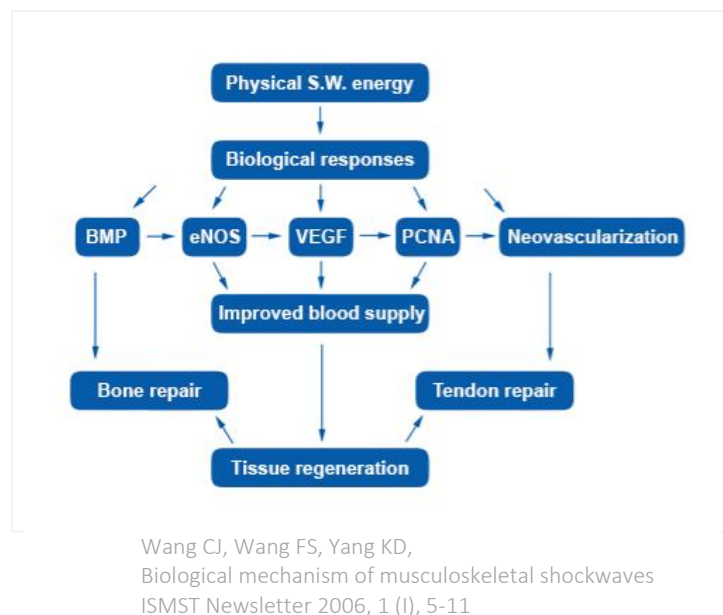 Physical S.W. energy
Biological responses
BMP
eNOS
VEGF
PCNA
Neovascularization
Improved blood supply
Bone repair
Tendon repair
Tissue regeneration
Wang CJ, Wang FS, Yang KD,
Biological mechanism of musculoskeletal shockwaves
ISMST Newsletter 2006, 1 (I), 5-11